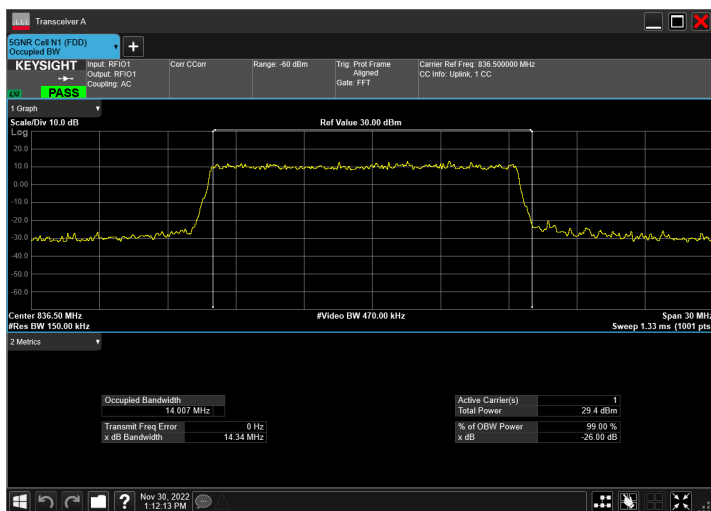 Transceiver A
5GNR Cell N1 (FDD)
Occupied BW
KEYSIGHT
Input: RFIO1
Output: RFIO1
Coupling: AC
Corr CCorr
Range: -60 dBm
Trig: Prot Frame
Aligned
Gate: FFT
Carrier Ref Freq: 836.500000 MHz
CC Info: Uplink, 1 CC
LXI
PASS
1 Graph
Scale/Div 10.0 dB
Ref Value 30.00 dBm
Log
20.0
10.0
0.00
-10.0
-20.0
-30.0
-40.0
-50.0
-60.0
Center 836.50 MHz
#Video BW 470.00 kHz
Span 30 MHz
#Res BW 150.00 kHz
Sweep 1.33 ms (1001 pts
2 Metrics
Occupied Bandwidth
14.007 MHz
Transmit Freq Error 0 Hz
x dB Bandwidth 14.34 MHz
Active Carrier(s) 1
Total Power 29.4 dBm
% of OBW Power 99.00 %
x dB -26.00 dB
?
Nov 30, 2022
1:12:13 PM